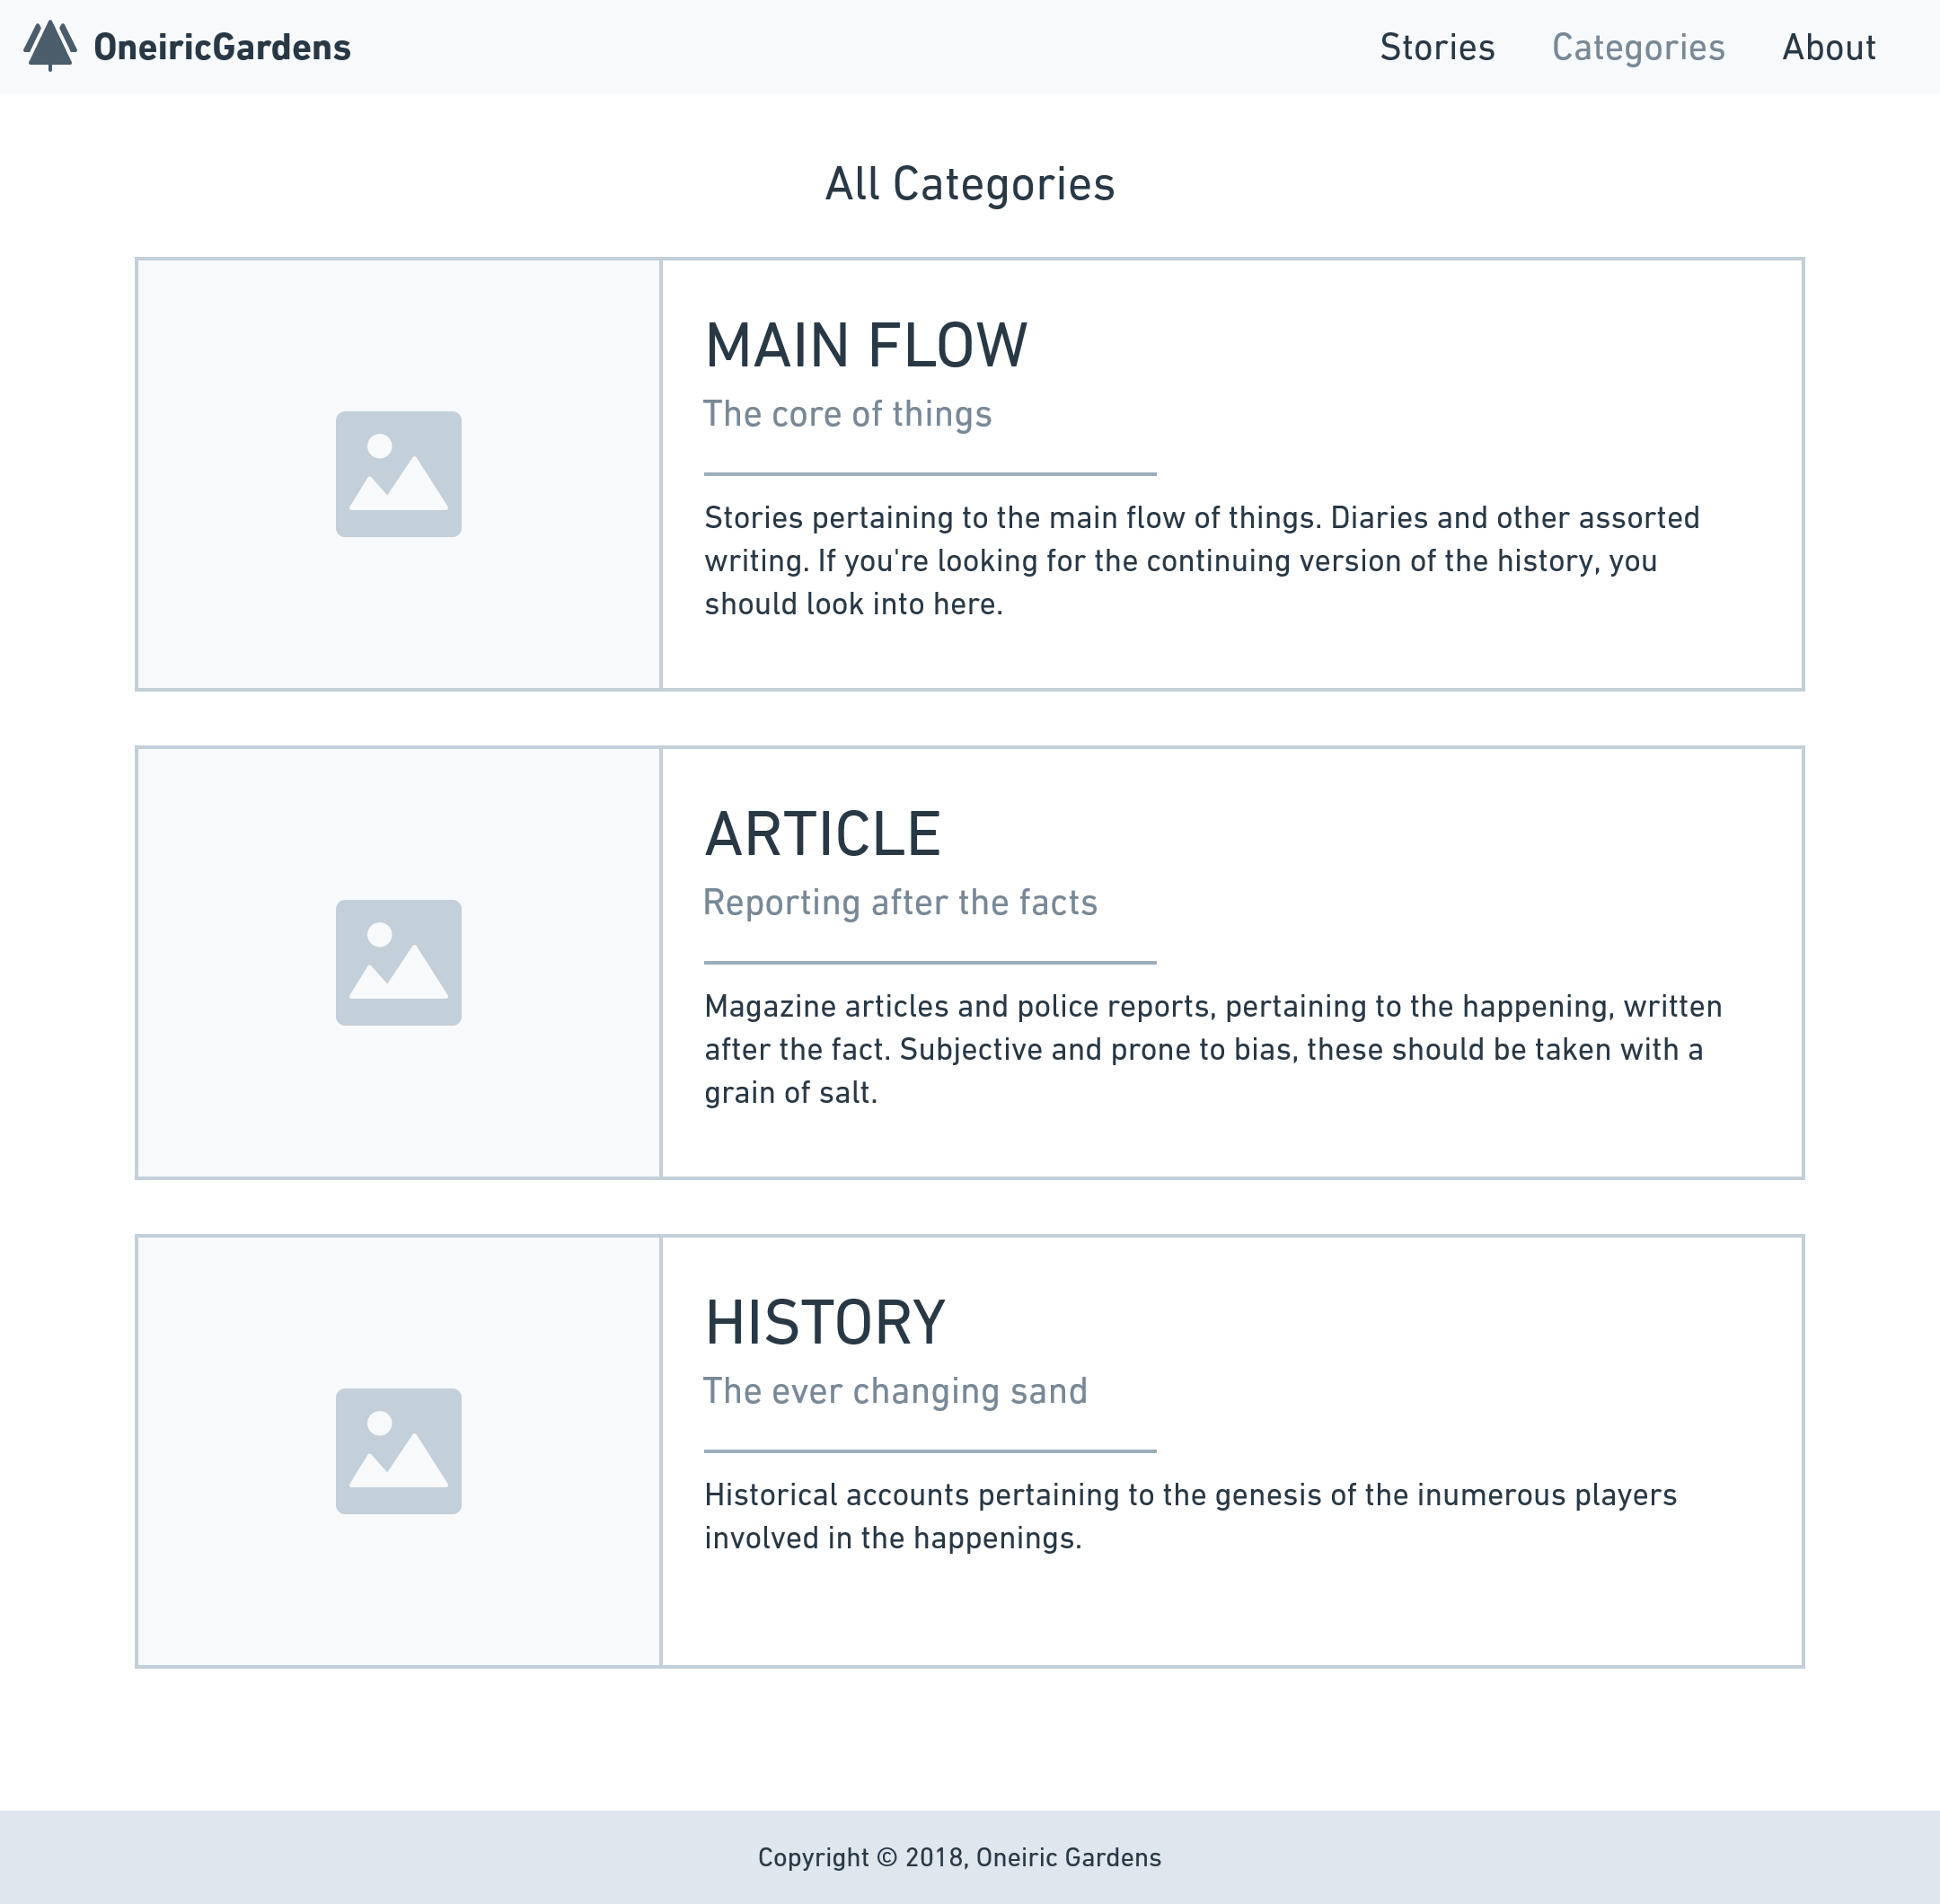 OneiricGardens
Stories
Categories
About
All Categories
MAIN FLOW
The core of things
Stories pertaining to the main flow of things. Diaries and other assorted
writing. If you're looking for the continuing version of the history, you
should look into here.
ARTICLE
Reporting after the facts
Magazine articles and police reports, pertaining to the happening, written
after the fact. Subjective and prone to bias, these should be taken with a
grain of salt.
HISTORY
The ever changing sand
Historical accounts pertaining to the genesis of the inumerous players
involved in the happenings.
Copyright © 2018, Oneiric Gardens